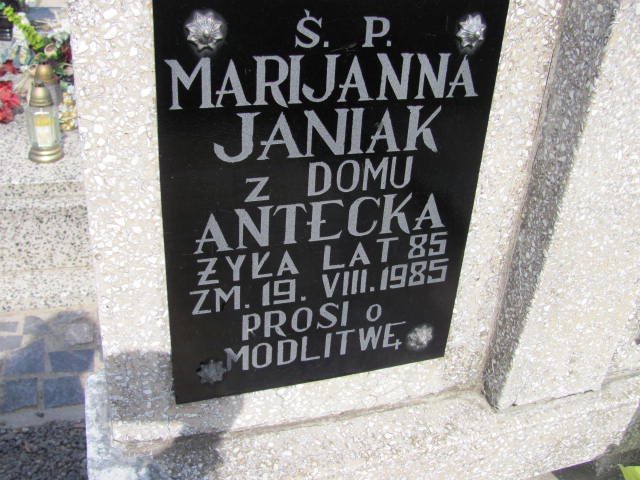 Ś. P.
MARIJANNA
JANIAK
Z DOMU
ANTECKA
ŻYŁA LAT 85
ZM. 19. VIII. 1985
PROSI O
MODLITWĘ